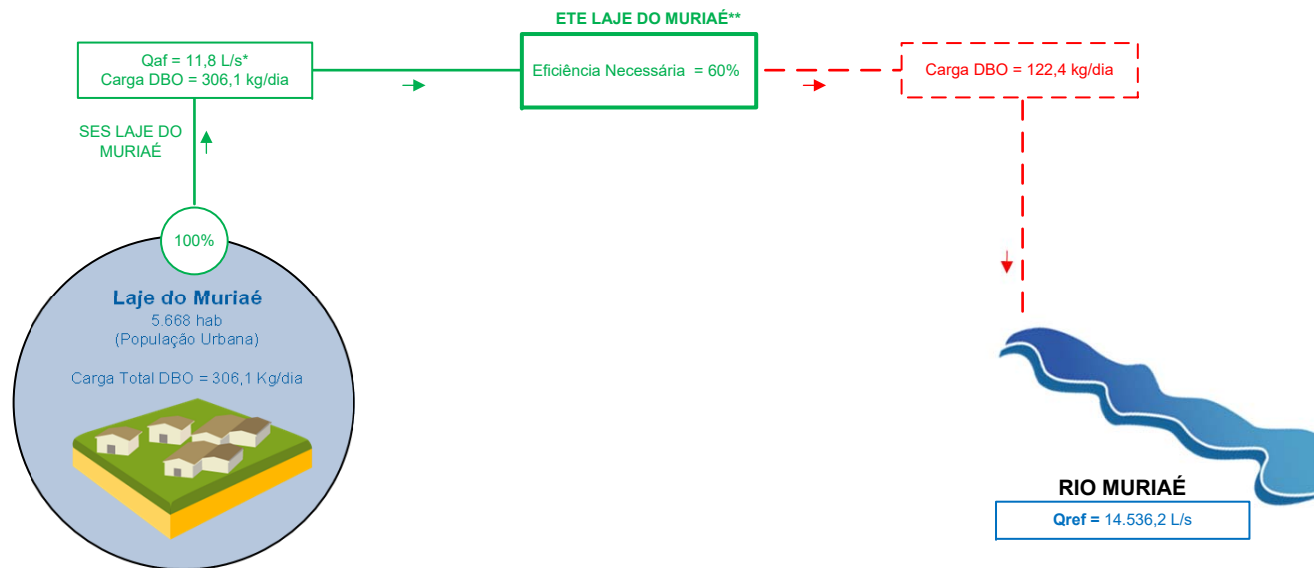 ETE LAJE DO MURIAÉ**
Qaf = 11,8 L/s*
Carga DBO = 306,1 kg/dia
Eficiência Necessária = 60%
Carga DBO = 122,4 kg/dia
SES LAJE DO
MURIAÉ
100%
Laje do Muriaé
5.668 hab
(População Urbana)
Carga Total DBO = 306,1 Kg/dia
RIO MURIAÉ
Qref = 14.536,2 L/s